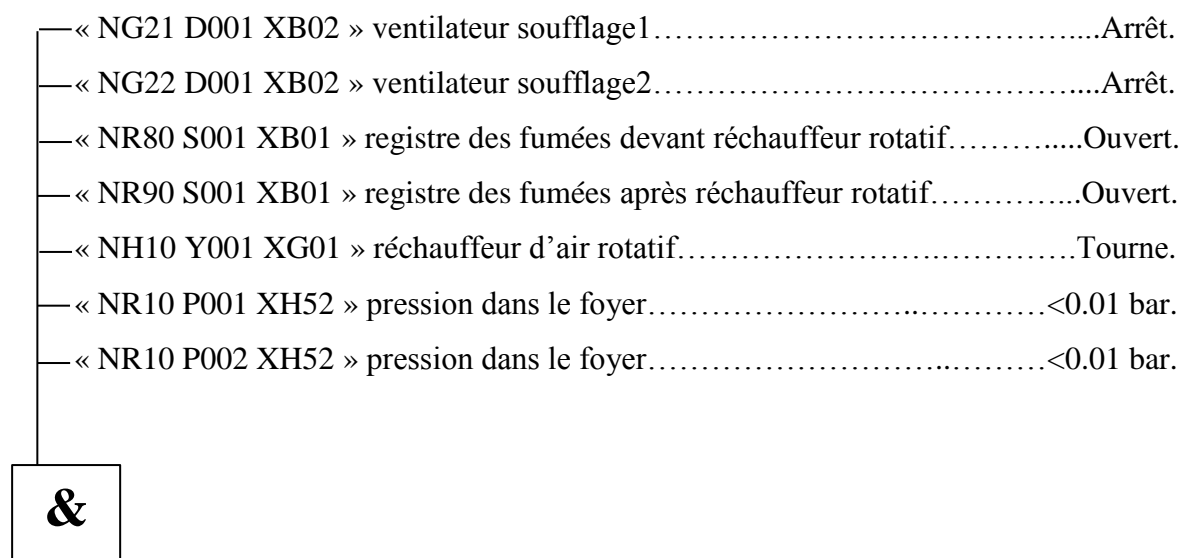 « NG21 D001 XB02 » ventilateur soufflage1…………………………………....Arrêt.
« NG22 D001 XB02 » ventilateur soufflage2…………………………………....Arrêt.
« NR80 S001 XB01 » registre des fumées devant réchauffeur rotatif……….....Ouvert.
« NR90 S001 XB01 » registre des fumées après réchauffeur rotatif…………...Ouvert.
« NH10 Y001 XG01 » réchauffeur d’air rotatif…………………….………….Tourne.
« NR10 P001 XH52 » pression dans le foyer……………………..…………<0.01 bar.
« NR10 P002 XH52 » pression dans le foyer………………………..………<0.01 bar.
&